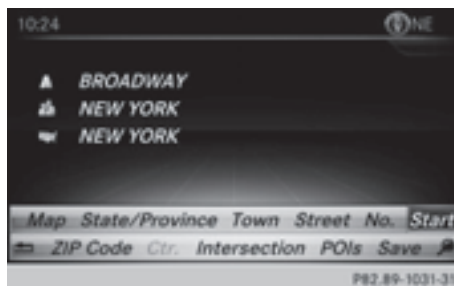 10:24 NE
BROADWAY
NEW YORK
NEW YORK
Map State/Province Town Street No. Start
ZIP Code Ctr. Intersection POIs Save
P82.89-1031-31